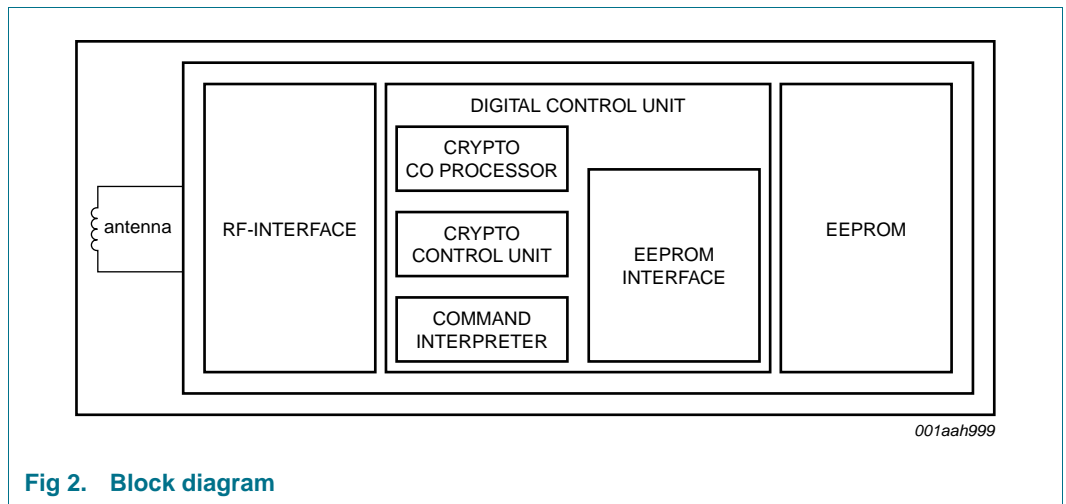 antenna
RF-INTERFACE
DIGITAL CONTROL UNIT
CRYPTO
CO PROCESSOR
CRYPTO
CONTROL UNIT
COMMAND
INTERPRETER
EEPROM
INTERFACE
EEPROM
001aah999
Fig 2. Block diagram